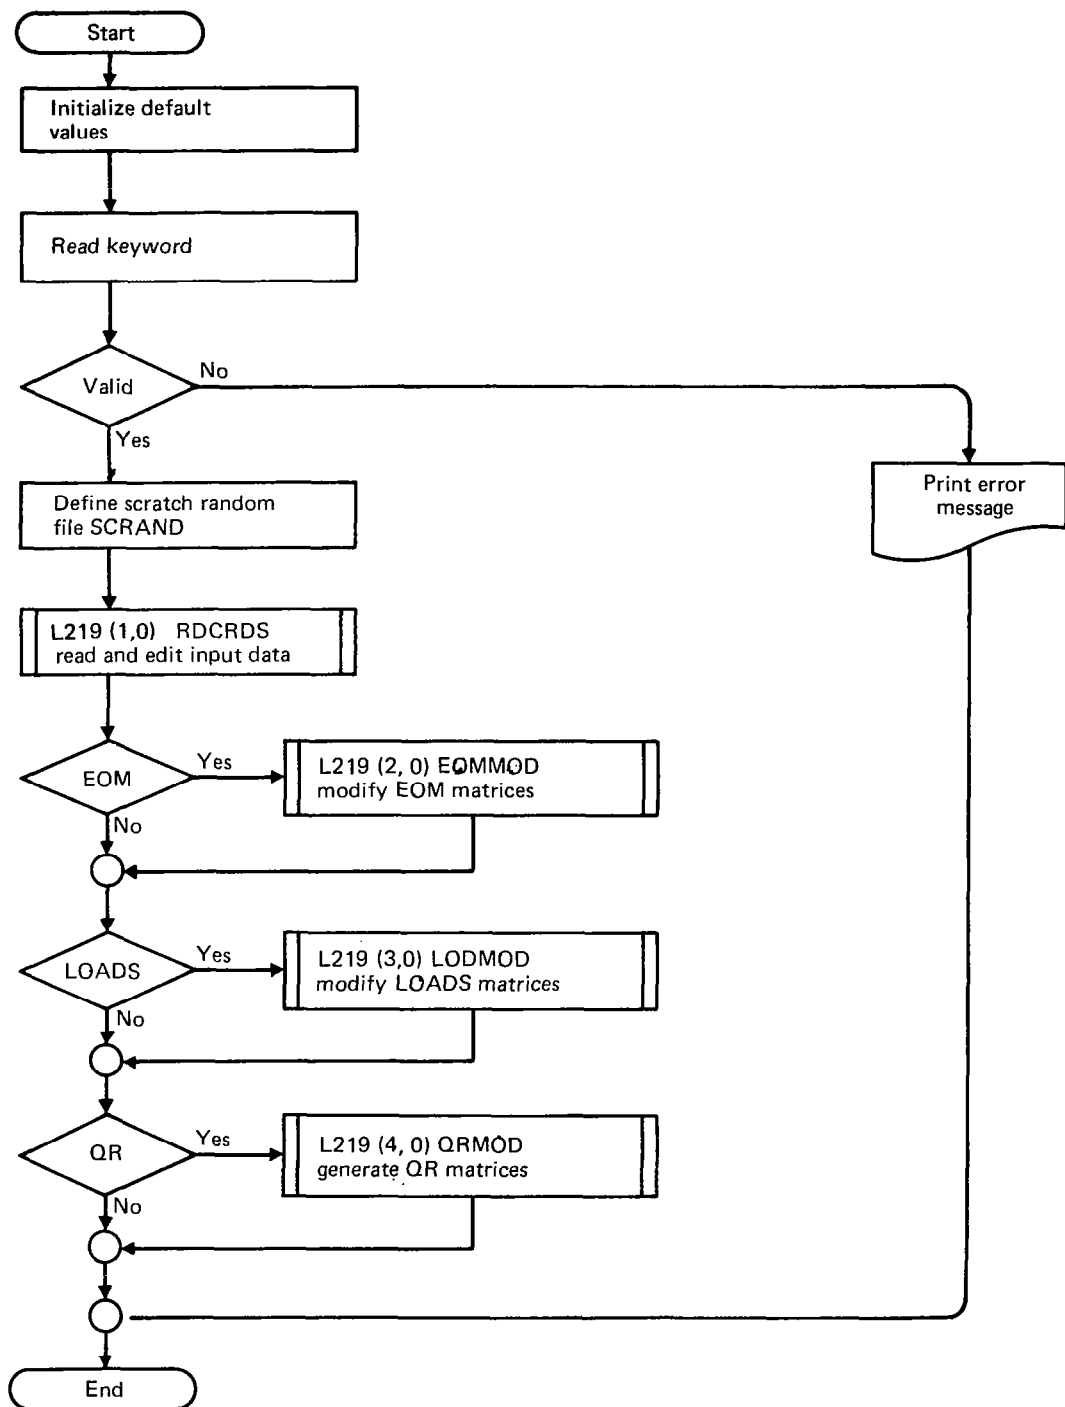 Start
Initialize default
values
Read keyword
Valid
No
Yes
Define scratch random
file SCRAND
Print error
message
L219 (1,0) RDCRDS
read and edit input data
EOM
Yes
L219 (2, 0) EOMMOD
modify EOM matrices
No
LOADS
Yes
L219 (3,0) LODMOD
modify LOADS matrices
No
QR
Yes
L219 (4, 0) QRMOD
generate QR matrices
No
End